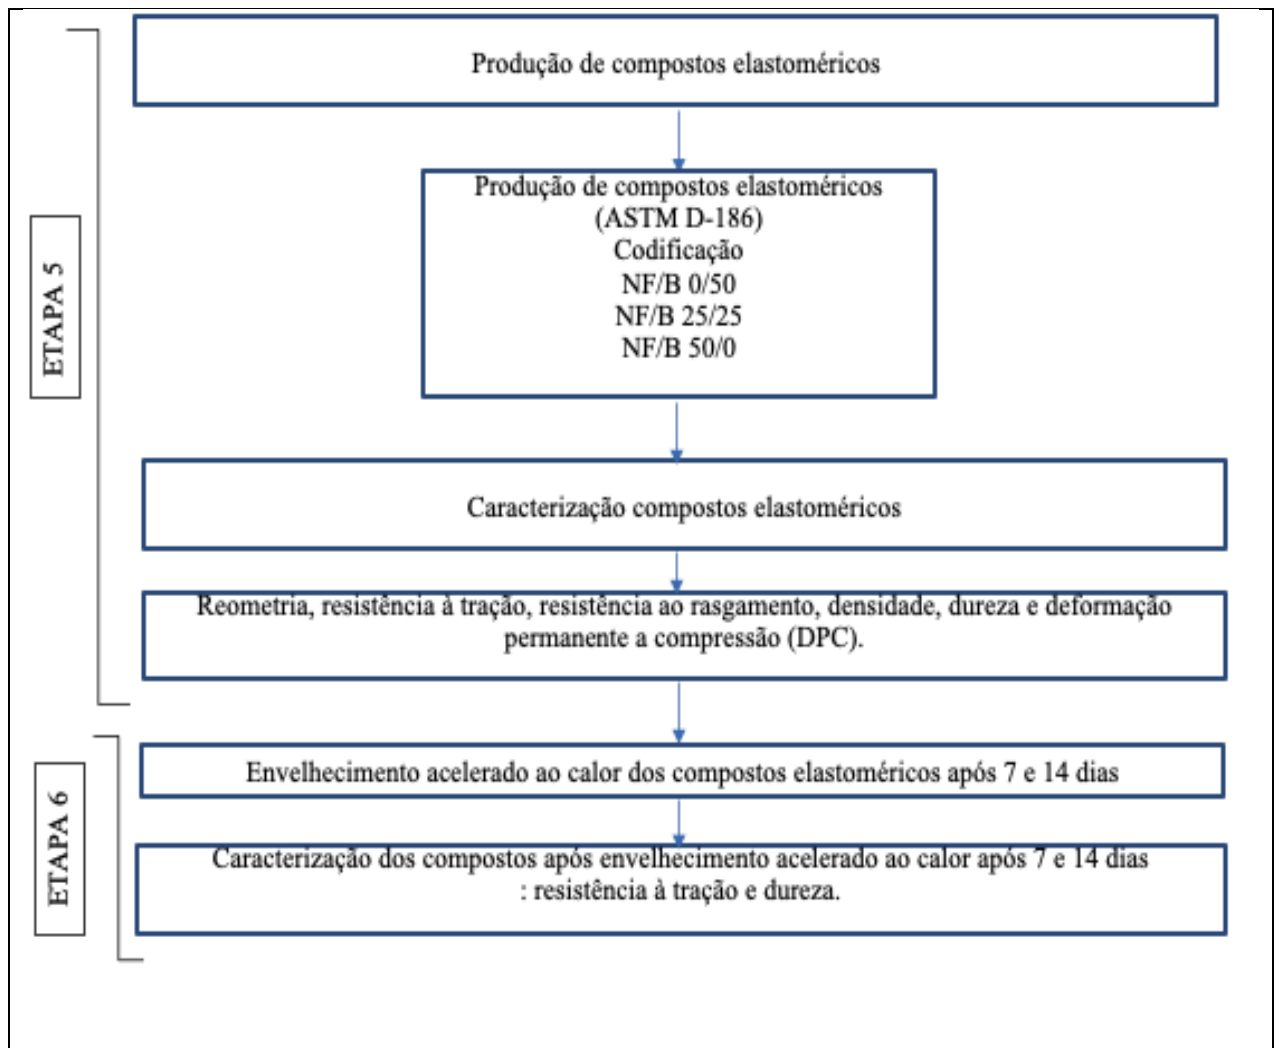 Produção de compostos elastoméricos
ETAPA 5
Produção de compostos elastoméricos
(ASTM D-186)
Codificação
NF/B 0/50
NF/B 25/25
NF/B 50/0
Caracterização compostos elastoméricos
Reometria, resistência à tração, resistência ao rasgamento, densidade, dureza e deformação
permanente a compressão (DPC).
ETAPA 6
Envelhecimento acelerado ao calor dos compostos elastoméricos após 7 e 14 dias
Caracterização dos compostos após envelhecimento acelerado ao calor após 7 e 14 dias
: resistência à tração e dureza.